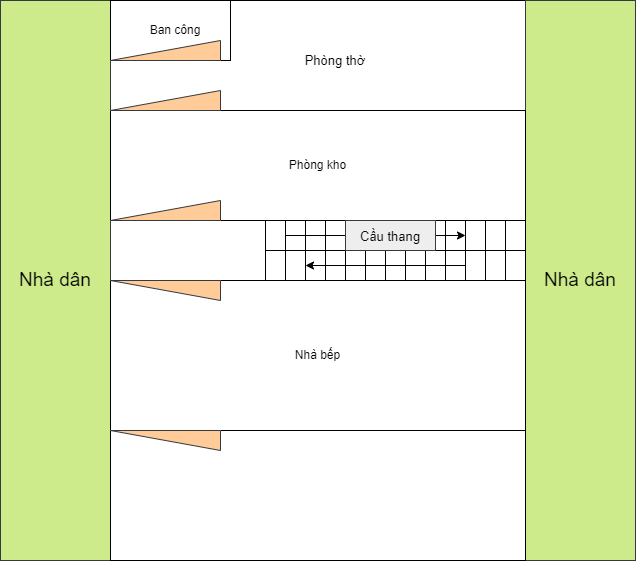 Ban công
Phòng thờ
Phòng kho
Cầu thang
Nhà dân
Nhà dân
Nhà bếp